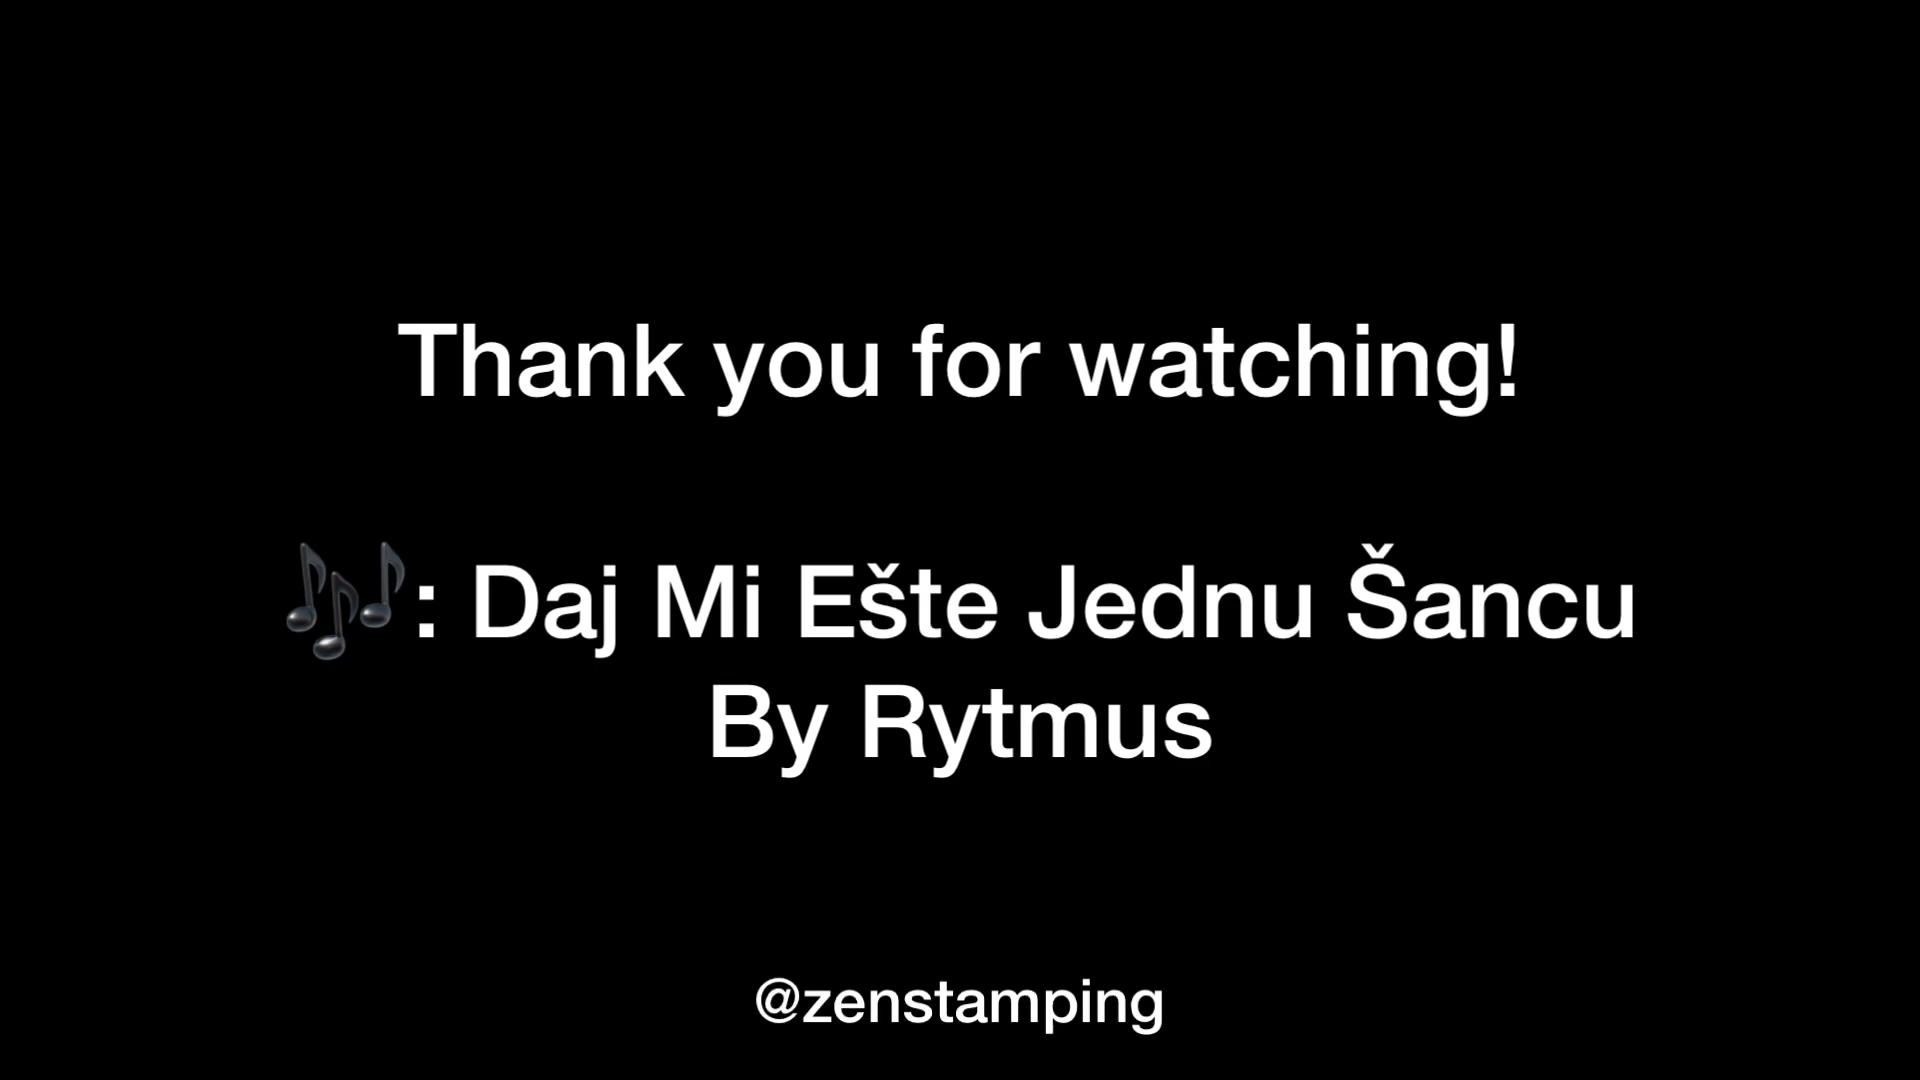 Thank you for watching!
🎶: Daj Mi Ešte Jednu Šancu
By Rytmus
@zenstamping